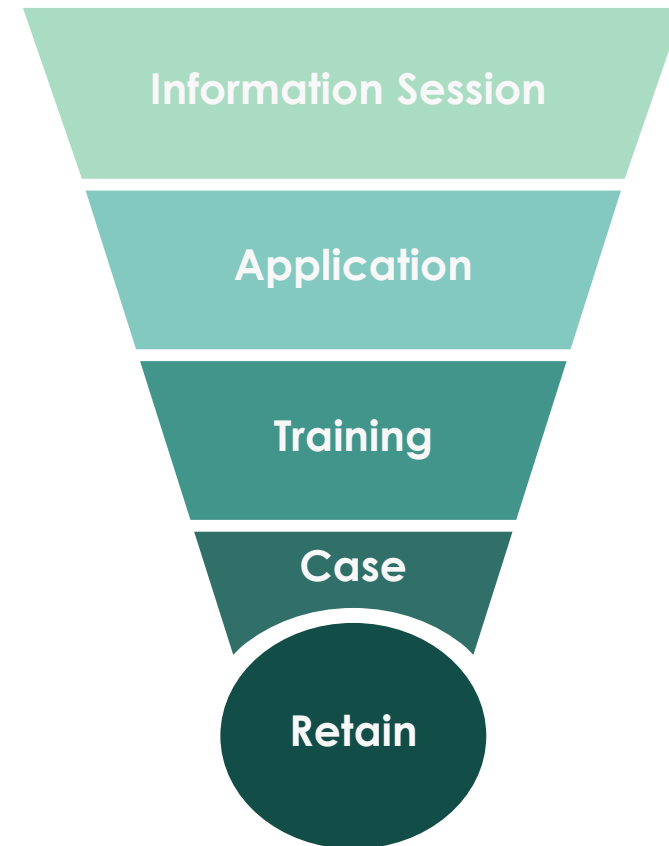 Information Session
Application
Training
Case
Retain